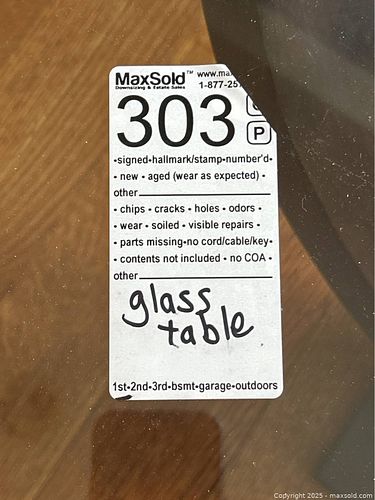 MaxSold™ www.ma
Downsizing & Estate Sales 1-877-25
303
P
•signed•hallmark/stamp•number'd•
• new • aged (wear as expected) •
other
• chips • cracks • holes • odors •
• wear • soiled • visible repairs •
• parts missing•no cord/cable/key•
• contents not included • no COA •
other
glass
table
1st•2nd•3rd•bsmt•garage•outdoors
Copyright 2025 - maxsold.com